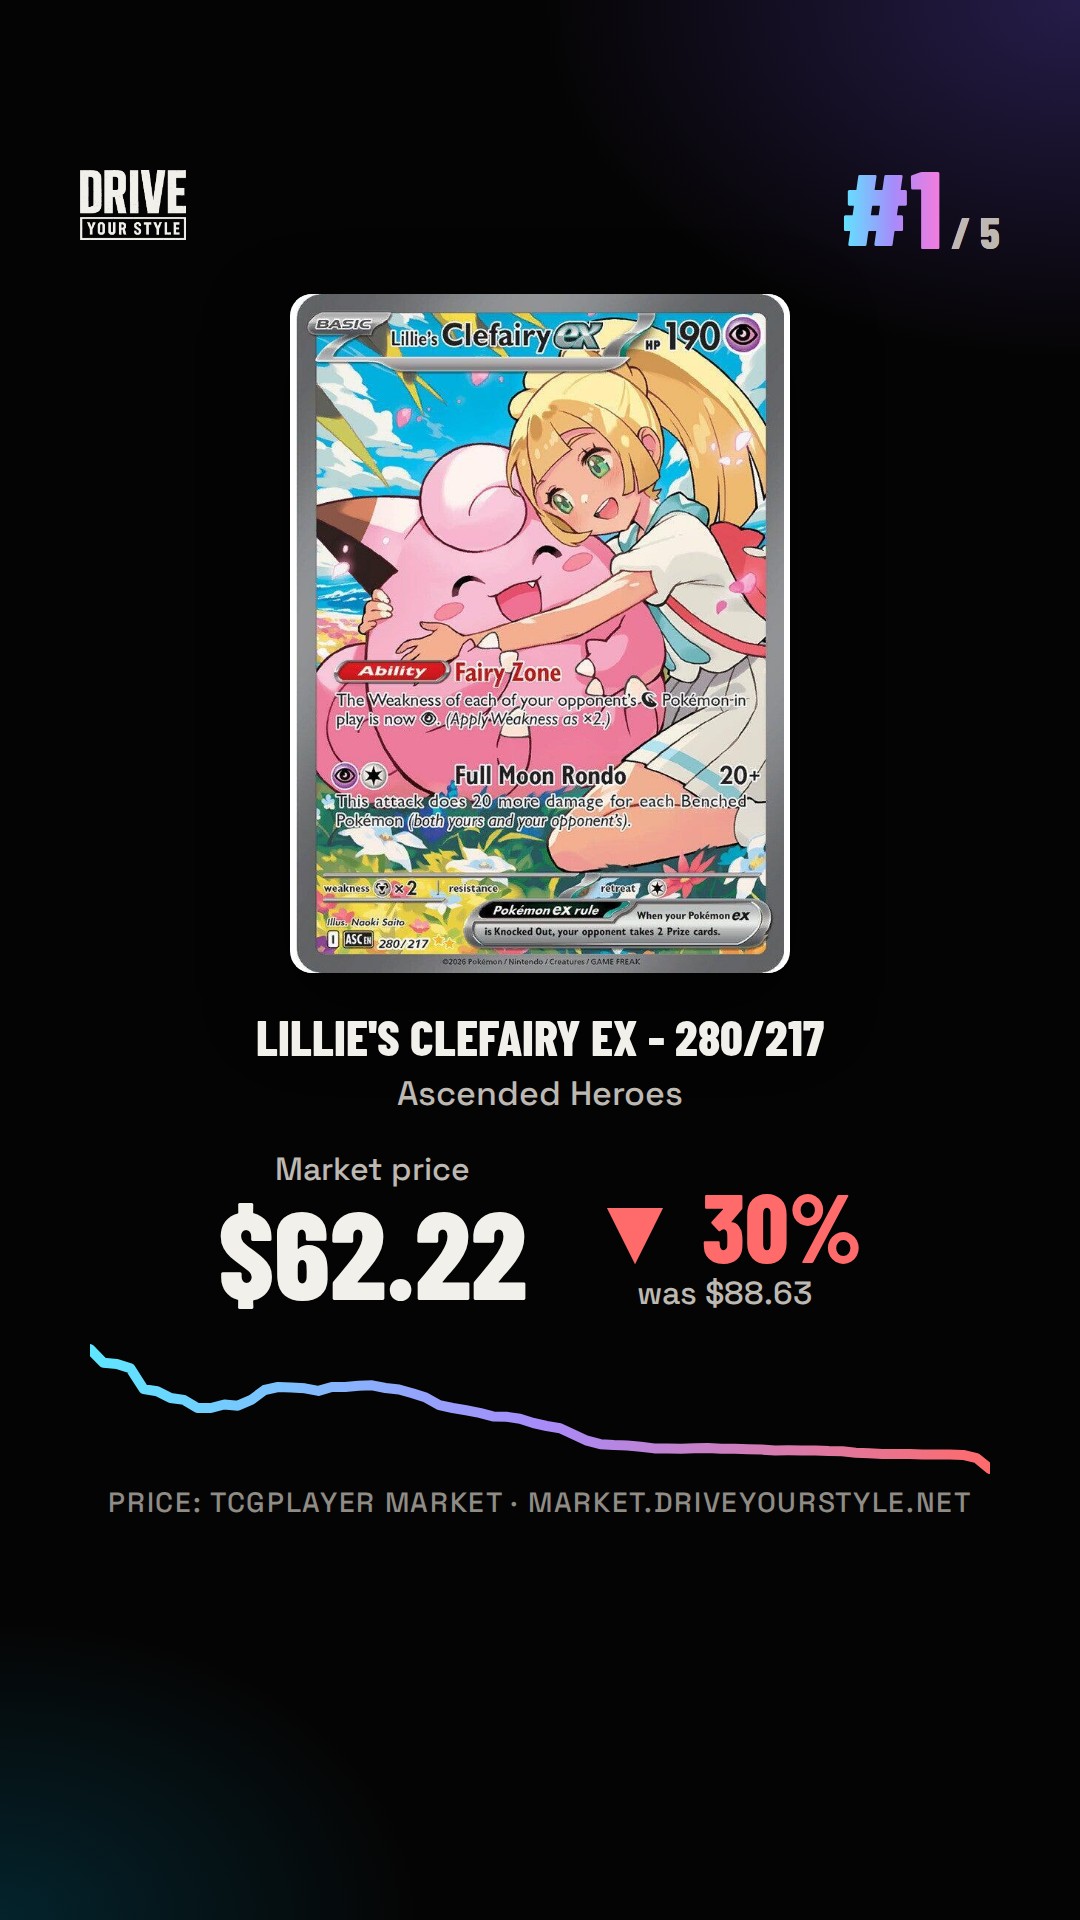 DRIVE
YOUR STYLE
#1 / 5
BASIC
Lillie's Clefairy ex HP 190
Ability Fairy Zone
The Weakness of each of your opponent's Pokémon in
play is now . (Apply Weakness as ×2.)
Full Moon Rondo 20+
This attack does 20 more damage for each Benched
Pokémon (both yours and your opponent's).
weakness ×2 resistance retreat
Pokémon ex rule When your Pokémon ex
is Knocked Out, your opponent takes 2 Prize cards.
Illus. Naoki Saito
ASC EN 280/217
©2026 Pokémon / Nintendo / Creatures / GAME FREAK
LILLIE'S CLEFAIRY EX - 280/217
Ascended Heroes
Market price
$62.22
▼ 30%
was $88.63
PRICE: TCGPLAYER MARKET · MARKET.DRIVEYOURSTYLE.NET